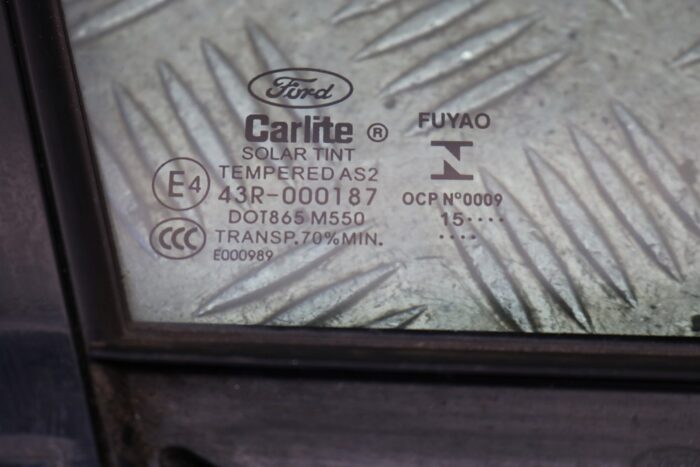 Ford
Carlite ®
SOLAR TINT
TEMPERED AS2
E4
43R-000187
DOT865 M550
CCC
TRANSP.70%MIN.
E000989
FUYAO
OCP Nº0009
15....
....